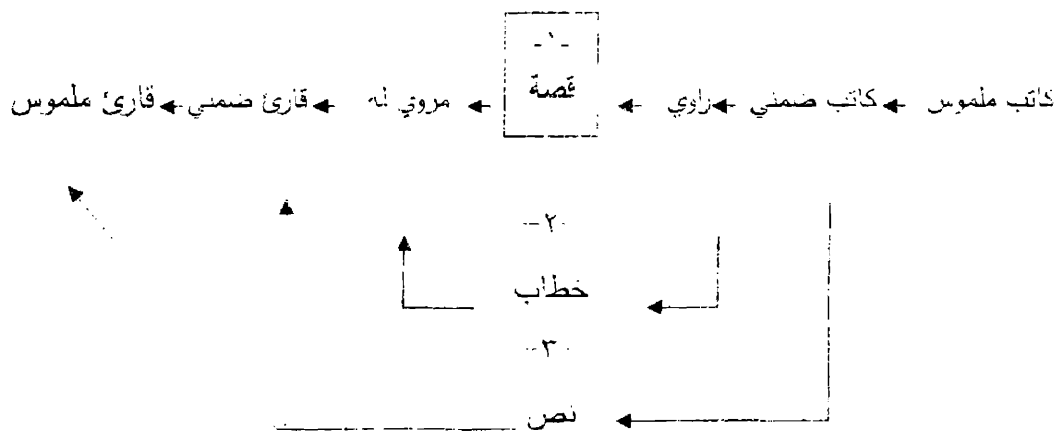 -١-
كاتب ملموس كاتب ضمني راوي قصة مروي له قارئ ضمني قارئ ملموس
-٢-
خطاب
-٣-
نص